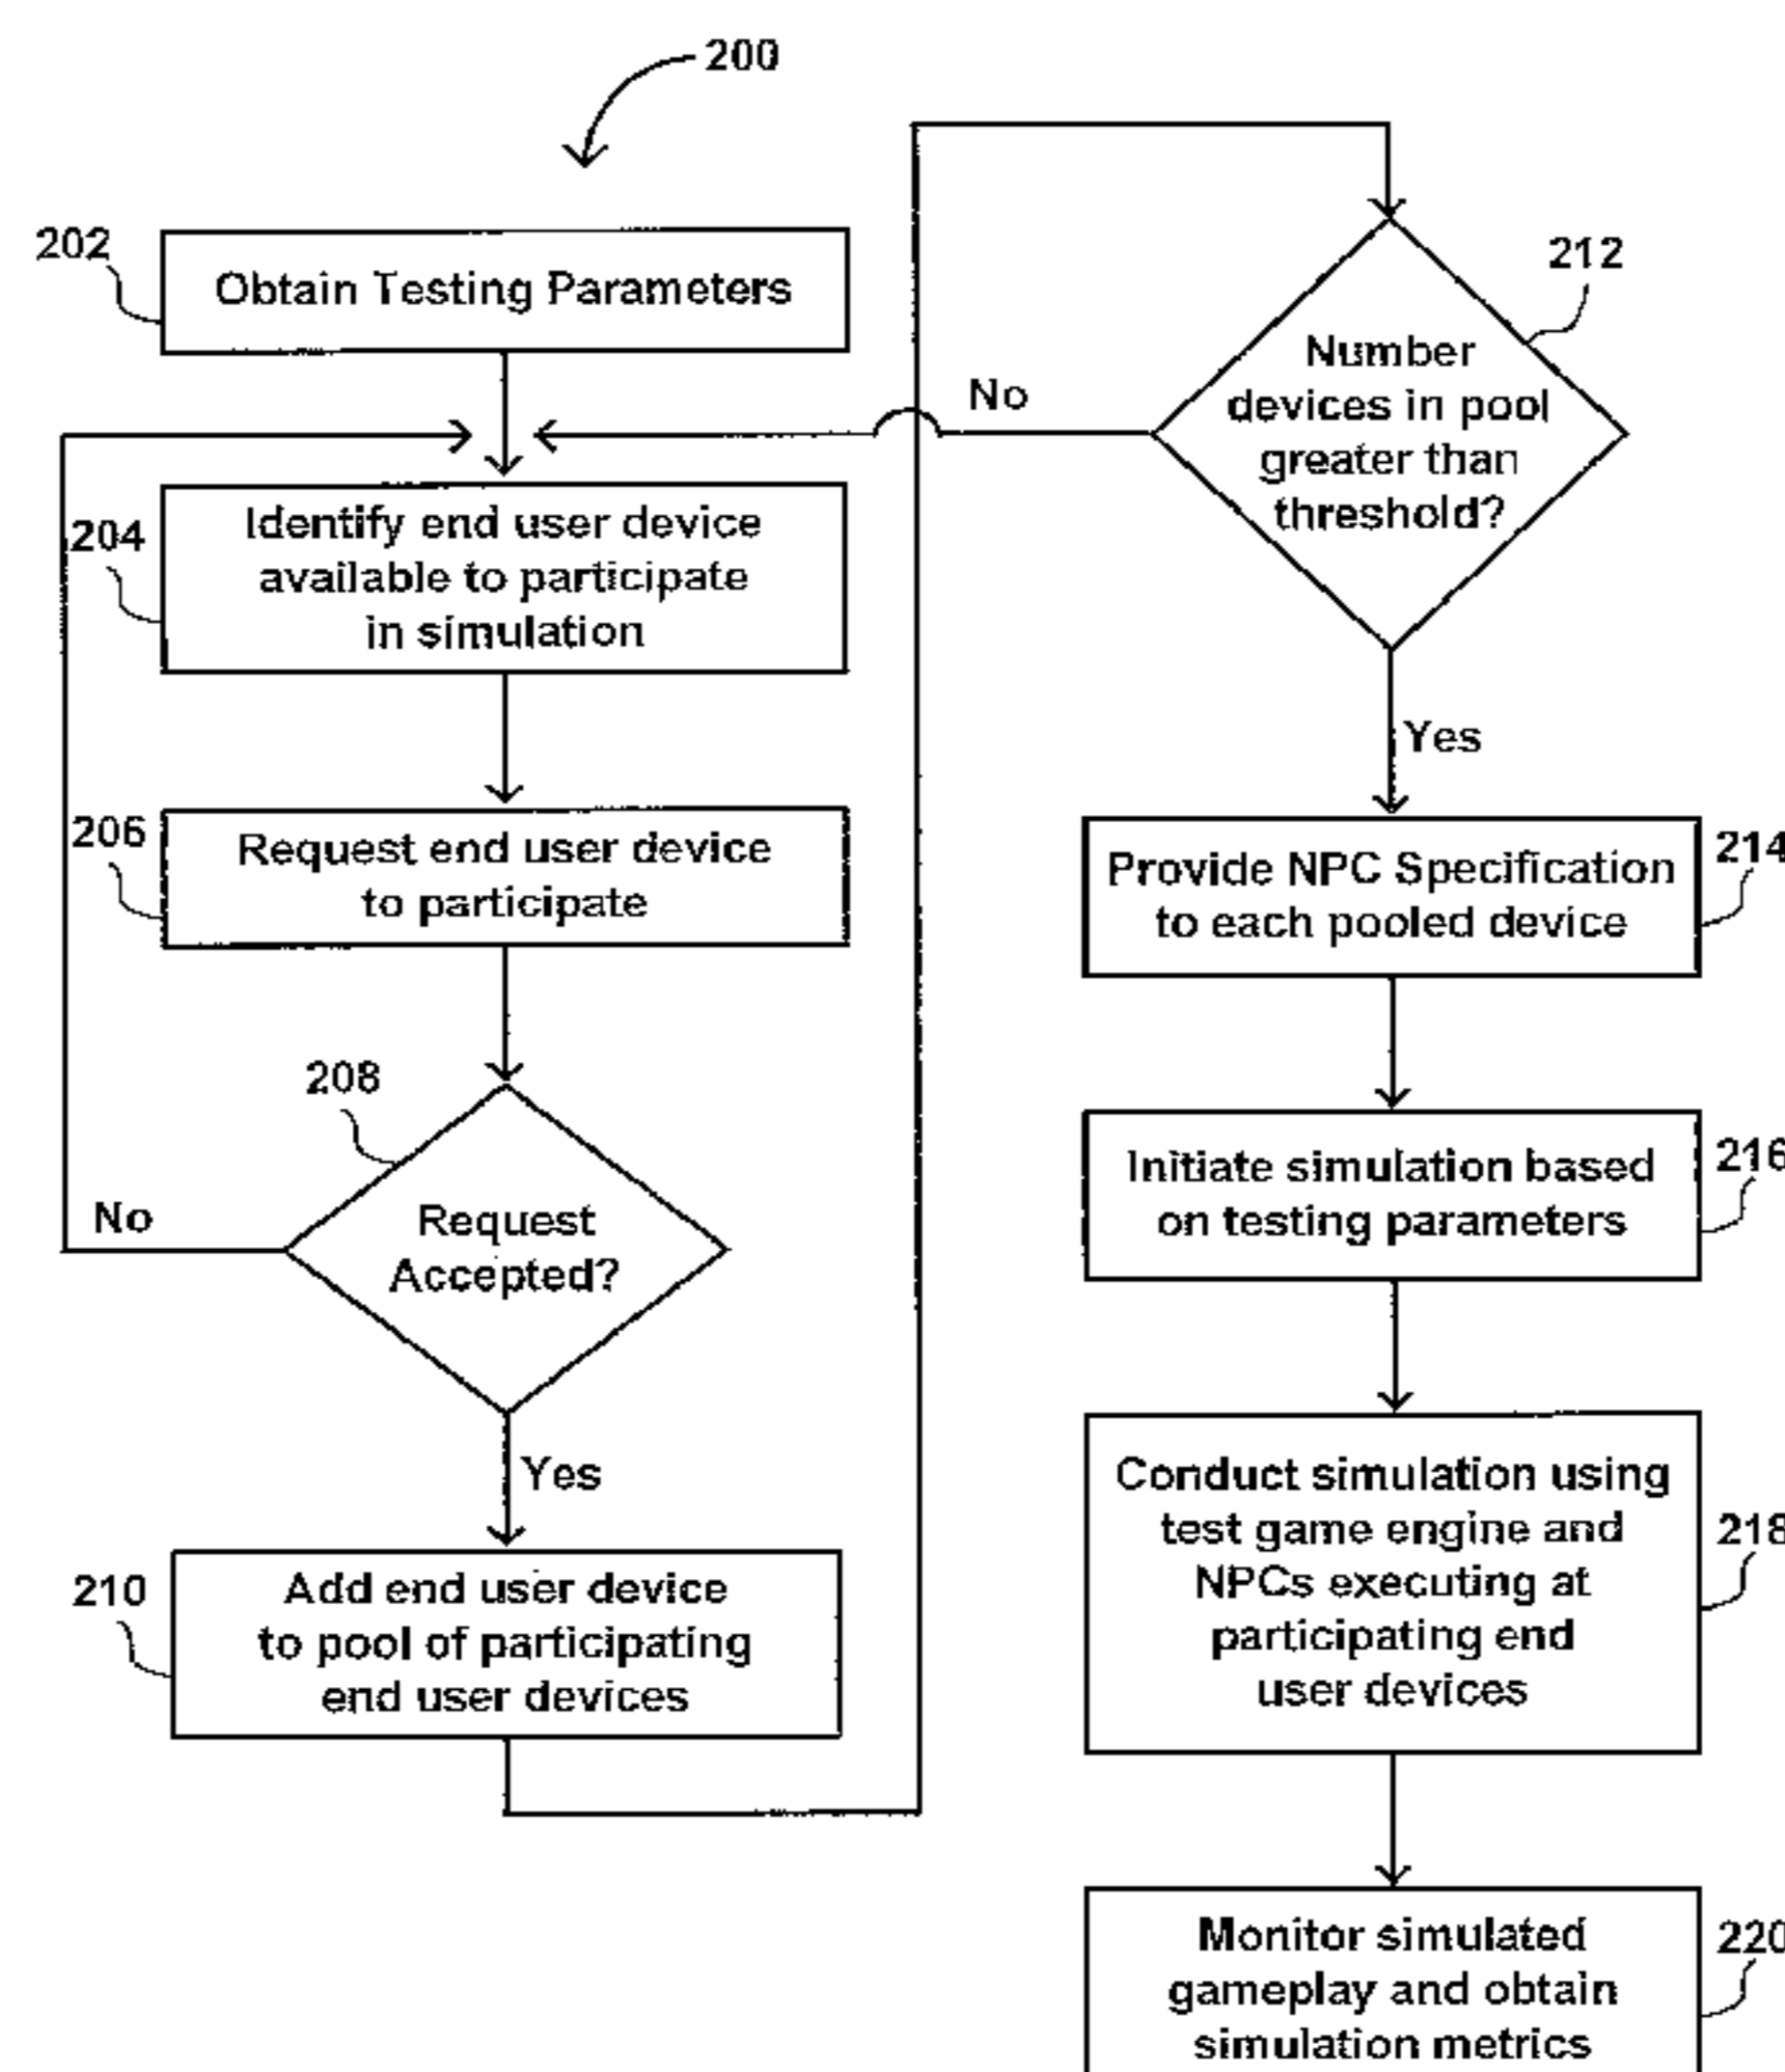 200
202
Obtain Testing Parameters
204
Identify end user device
available to participate
in simulation
206
Request end user device
to participate
208
Request
Accepted?
No
Yes
210
Add end user device
to pool of participating
end user devices
212
Number
devices in pool
greater than
threshold?
No
Yes
214
Provide NPC Specification
to each pooled device
216
Initiate simulation based
on testing parameters
218
Conduct simulation using
test game engine and
NPCs executing at
participating end
user devices
220
Monitor simulated
gameplay and obtain
simulation metrics